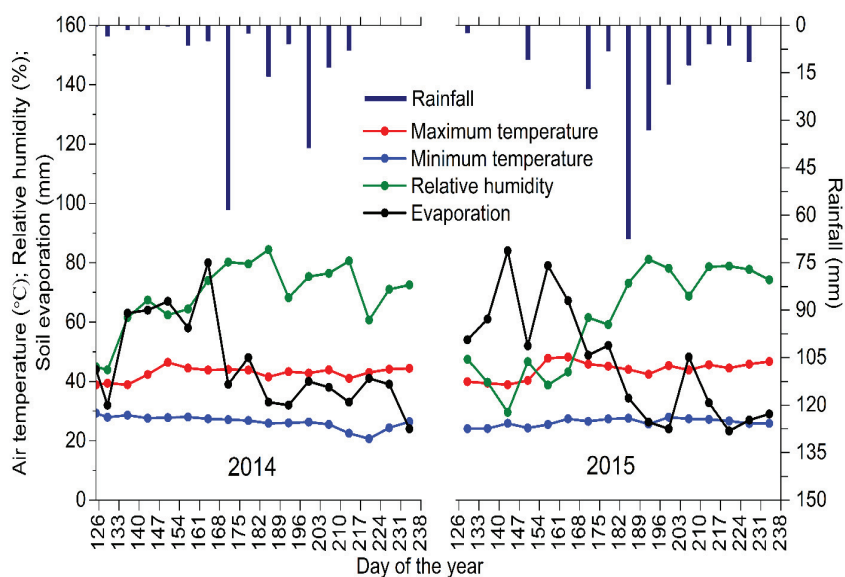 Air temperature (°C); Relative humidity (%);
Soil evaporation (mm)
160
140
120
100
80
60
40
20
0
Rainfall
Maximum temperature
Minimum temperature
Relative humidity
Evaporation
2014
2015
0
15
30
45
60
75
90
105
120
135
150
Rainfall (mm)
126 133 140 147 154 161 168 175 182 189 196 203 210 217 224 231 238
126 133 140 147 154 161 168 175 182 189 196 203 210 217 224 231 238
Day of the year